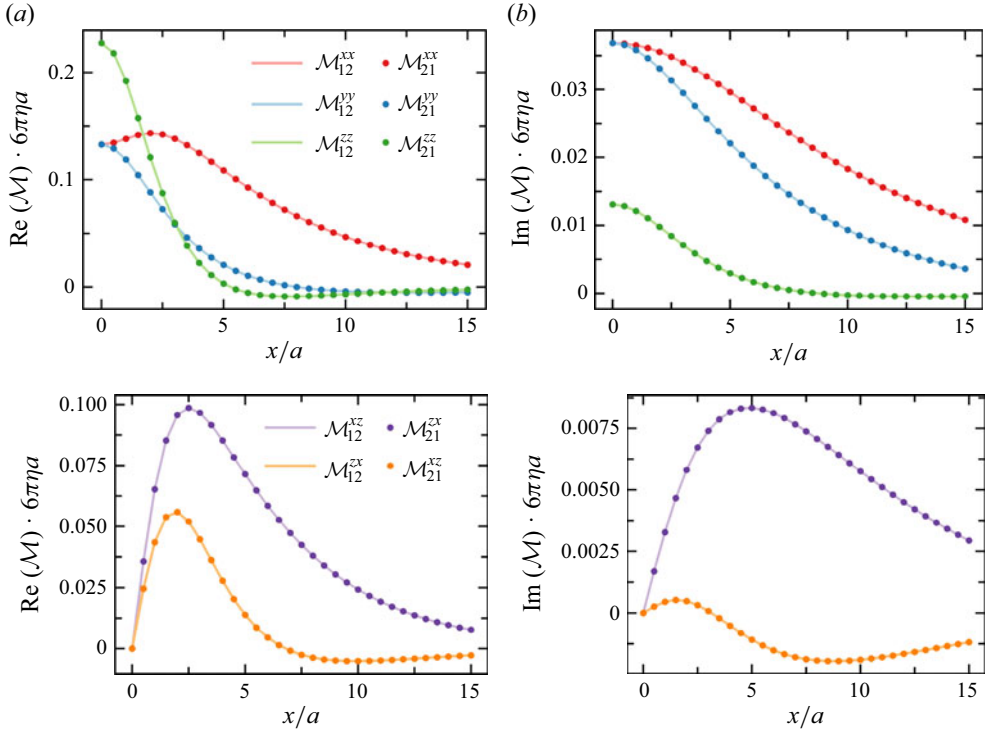 (a)
0.2
0.1
0
Re (ℳ) · 6πηa
ℳ₁₂ˣˣ ℳ₂₁ˣˣ
ℳ₁₂ʸʸ ℳ₂₁ʸʸ
ℳ₁₂ᶻᶻ ℳ₂₁ᶻᶻ
0 5 10 15
x/a
(b)
0.03
0.02
0.01
0
Im (ℳ) · 6πηa
0 5 10 15
x/a
0.100
0.075
0.050
0.025
0
Re (ℳ) · 6πηa
ℳ₁₂ˣᶻ ℳ₂₁ᶻˣ
ℳ₁₂ᶻˣ ℳ₂₁ˣᶻ
0 5 10 15
x/a
0.0075
0.0050
0.0025
0
Im (ℳ) · 6πηa
0 5 10 15
x/a